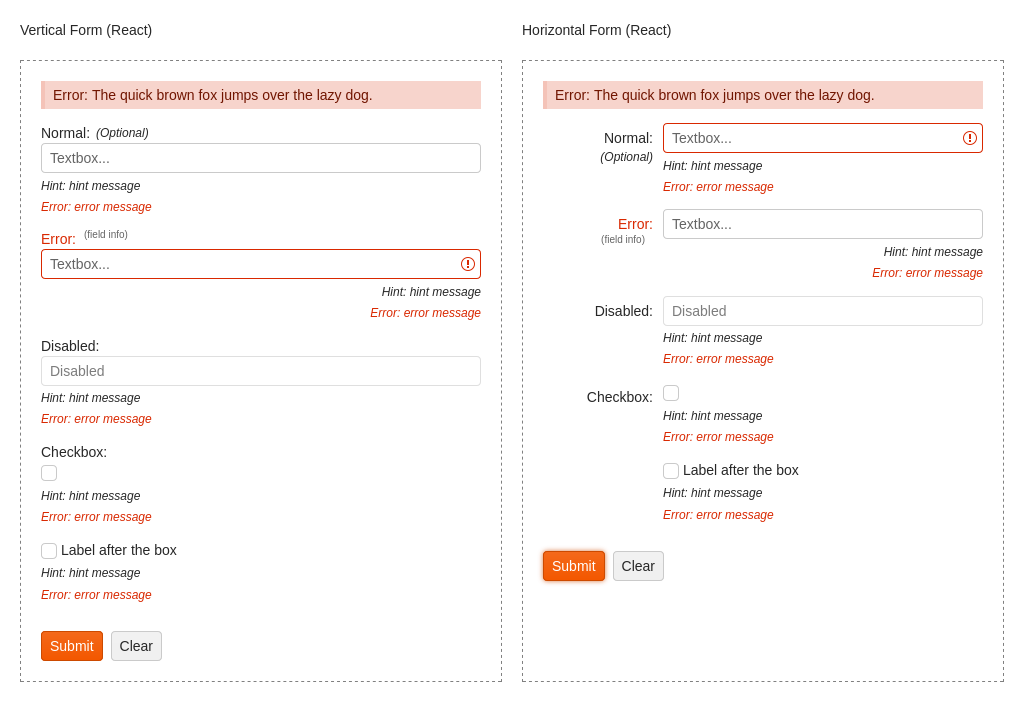 Vertical Form (React)
Error: The quick brown fox jumps over the lazy dog.
Normal: (Optional)
Textbox...
Hint: hint message
Error: error message
Error: (field info)
Textbox...
Hint: hint message
Error: error message
Disabled:
Disabled
Hint: hint message
Error: error message
Checkbox:
Hint: hint message
Error: error message
Label after the box
Hint: hint message
Error: error message
Submit Clear
Horizontal Form (React)
Error: The quick brown fox jumps over the lazy dog.
Normal: Textbox...
(Optional) Hint: hint message
Error: error message
Error: Textbox...
(field info)
Hint: hint message
Error: error message
Disabled: Disabled
Hint: hint message
Error: error message
Checkbox:
Hint: hint message
Error: error message
Label after the box
Hint: hint message
Error: error message
Submit Clear